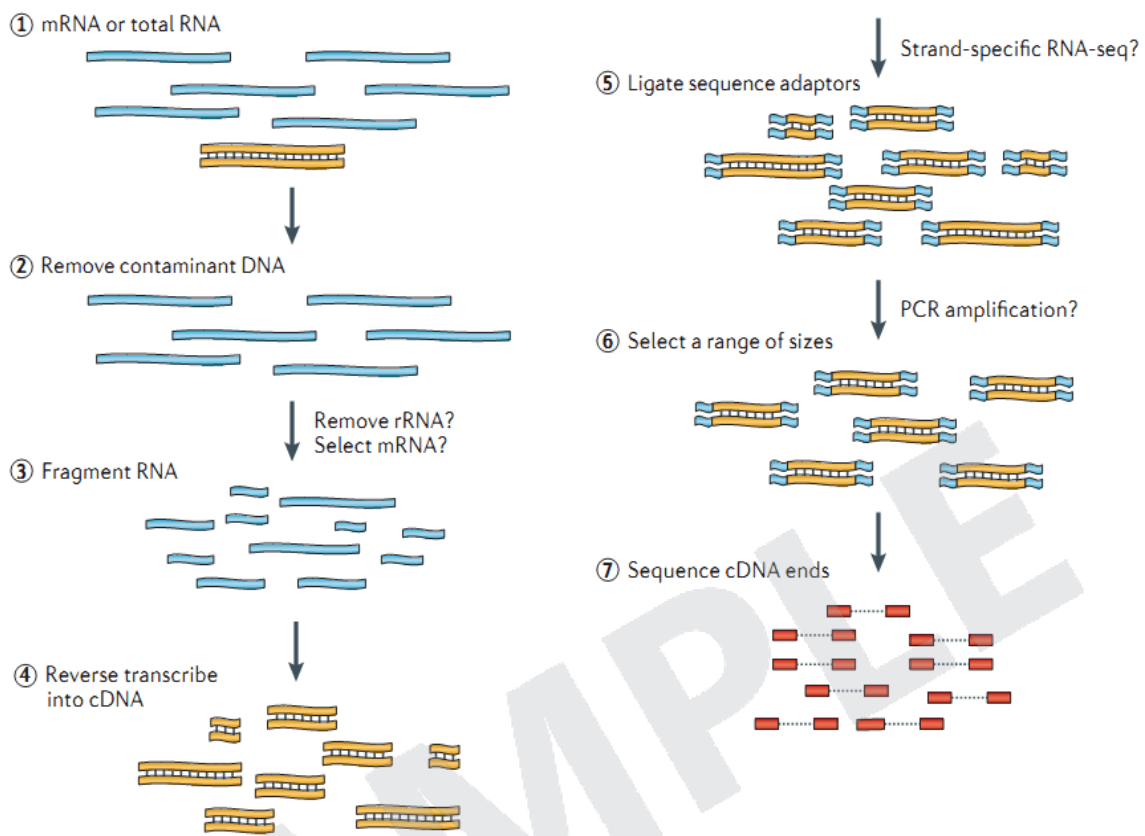 ① mRNA or total RNA
② Remove contaminant DNA
Remove rRNA?
Select mRNA?
③ Fragment RNA
④ Reverse transcribe
into cDNA
Strand-specific RNA-seq?
⑤ Ligate sequence adaptors
PCR amplification?
⑥ Select a range of sizes
⑦ Sequence cDNA ends
AMPLE